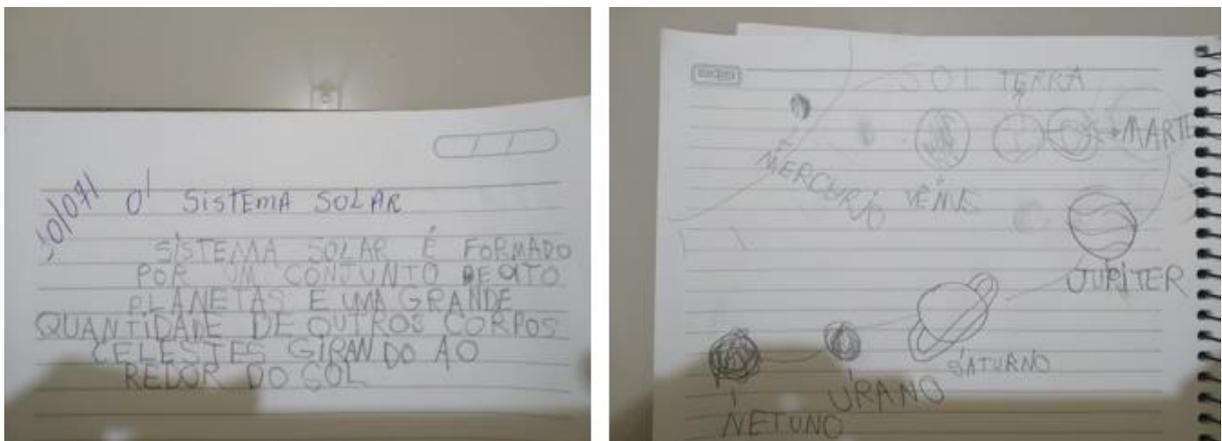 10/07/
O' SISTEMA SOLAR
SISTEMA SOLAR É FORMADO
POR UM CONJUNTO DE OITO
PLANETAS E UMA GRANDE
QUANTIDADE DE OUTROS CORPOS
CELESTES GIRANDO AO
REDOR DO SOL
SOL TERRA
MARTE
MERCÚRIO VÊNUS
JUPITER
SATURNO
URANO
NETUNO